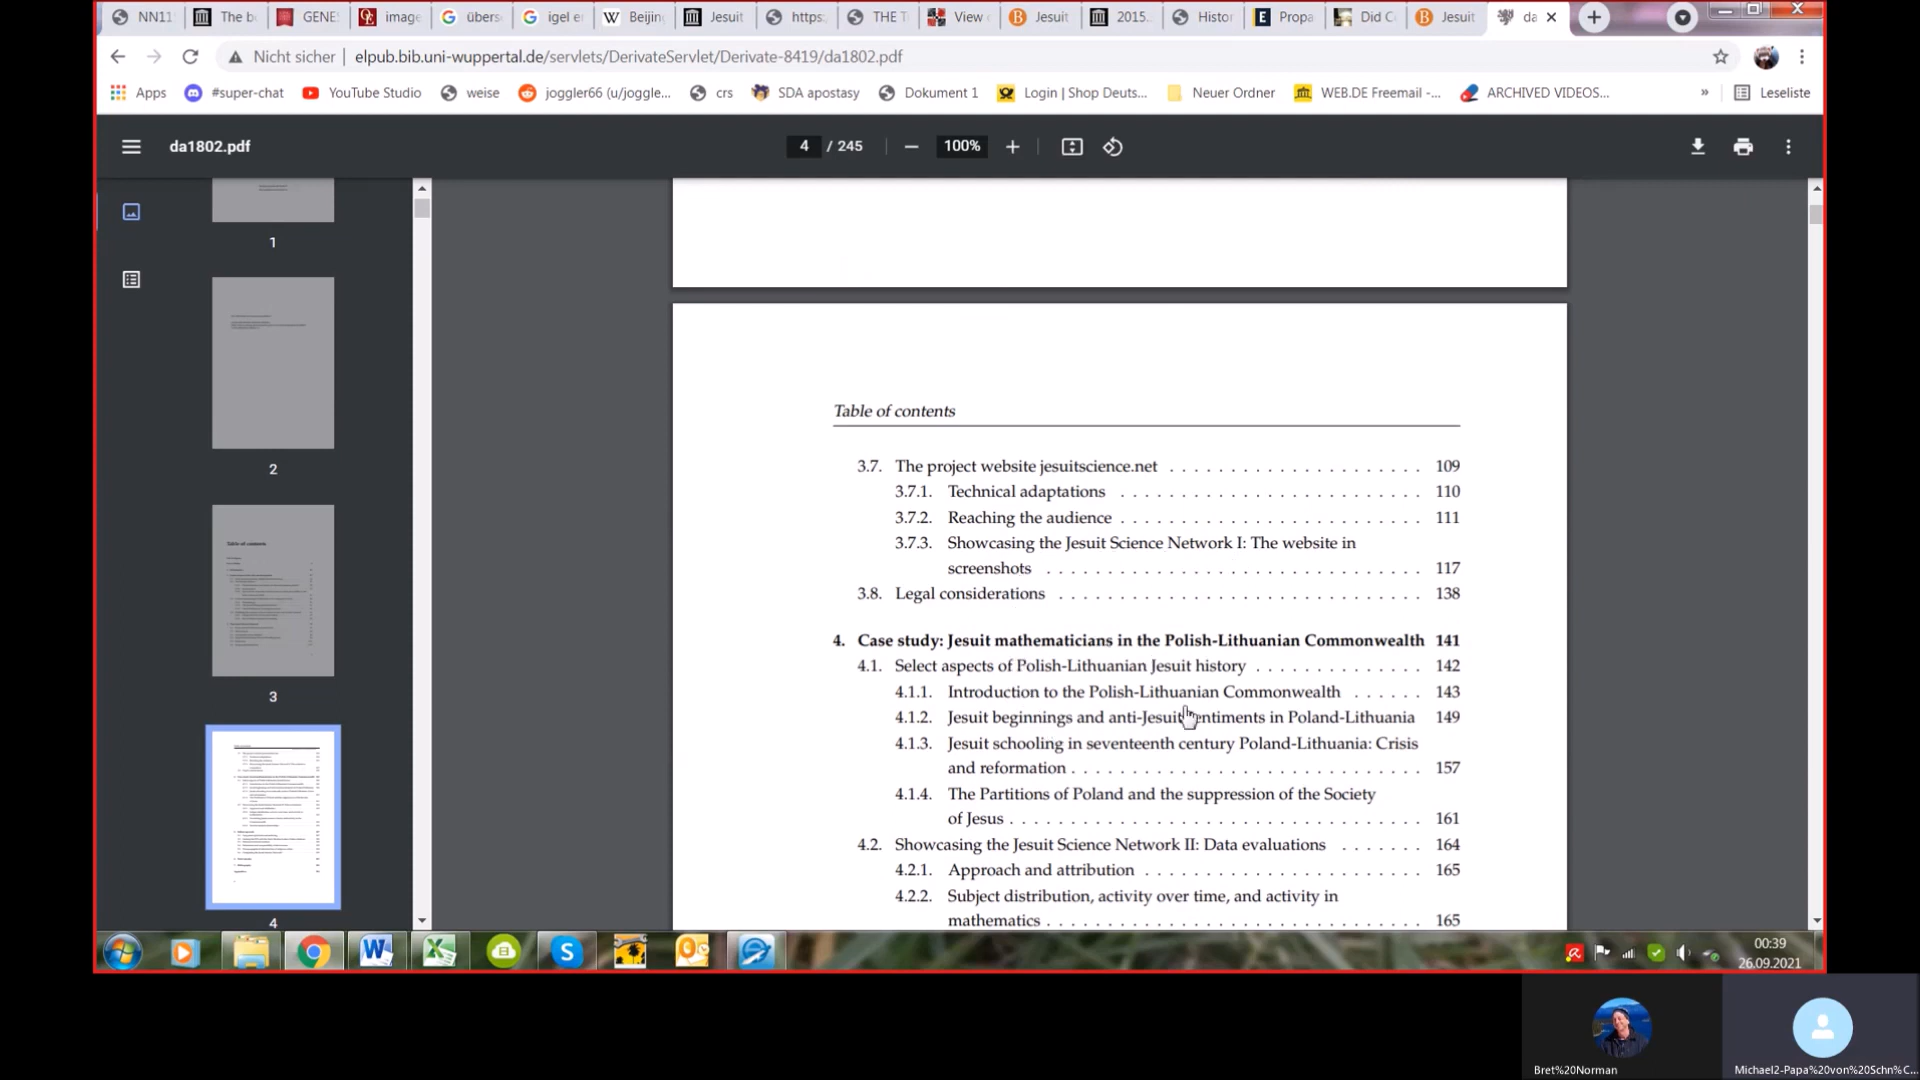 NN11 The b GENE image übers igel e Beijin Jesuit https: THE T View Jesuit 2015. Histor Propa Did C Jesuit da
Nicht sicher | elpub.bib.uni-wuppertal.de/servlets/DerivateServlet/Derivate-8419/da1802.pdf
Apps #super-chat YouTube Studio weise joggler66 (u/joggle... crs SDA apostasy Dokument 1 Login | Shop Deuts... Neuer Ordner WEB.DE Freemail -... ARCHIVED VIDEOS... » Leseliste
da1802.pdf 4 / 245 100%
1
2
3
4
Table of contents
3.7. The project website jesuitscience.net . . . . . . . . . . . . . . . . . . . . 109
3.7.1. Technical adaptations . . . . . . . . . . . . . . . . . . . . . . . 110
3.7.2. Reaching the audience . . . . . . . . . . . . . . . . . . . . . . . 111
3.7.3. Showcasing the Jesuit Science Network I: The website in
screenshots . . . . . . . . . . . . . . . . . . . . . . . . . . . . 117
3.8. Legal considerations . . . . . . . . . . . . . . . . . . . . . . . . . . . 138
4. Case study: Jesuit mathematicians in the Polish-Lithuanian Commonwealth 141
4.1. Select aspects of Polish-Lithuanian Jesuit history . . . . . . . . . . . . . 142
4.1.1. Introduction to the Polish-Lithuanian Commonwealth . . . . . . 143
4.1.2. Jesuit beginnings and anti-Jesuit sentiments in Poland-Lithuania 149
4.1.3. Jesuit schooling in seventeenth century Poland-Lithuania: Crisis
and reformation . . . . . . . . . . . . . . . . . . . . . . . . . . 157
4.1.4. The Partitions of Poland and the suppression of the Society
of Jesus . . . . . . . . . . . . . . . . . . . . . . . . . . . . . . 161
4.2. Showcasing the Jesuit Science Network II: Data evaluations . . . . . . . 164
4.2.1. Approach and attribution . . . . . . . . . . . . . . . . . . . . . 165
4.2.2. Subject distribution, activity over time, and activity in
mathematics . . . . . . . . . . . . . . . . . . . . . . . . . . . . 165
00:39
26.09.2021
Bret%20Norman Michael2-Papa%20von%20Schn%C...